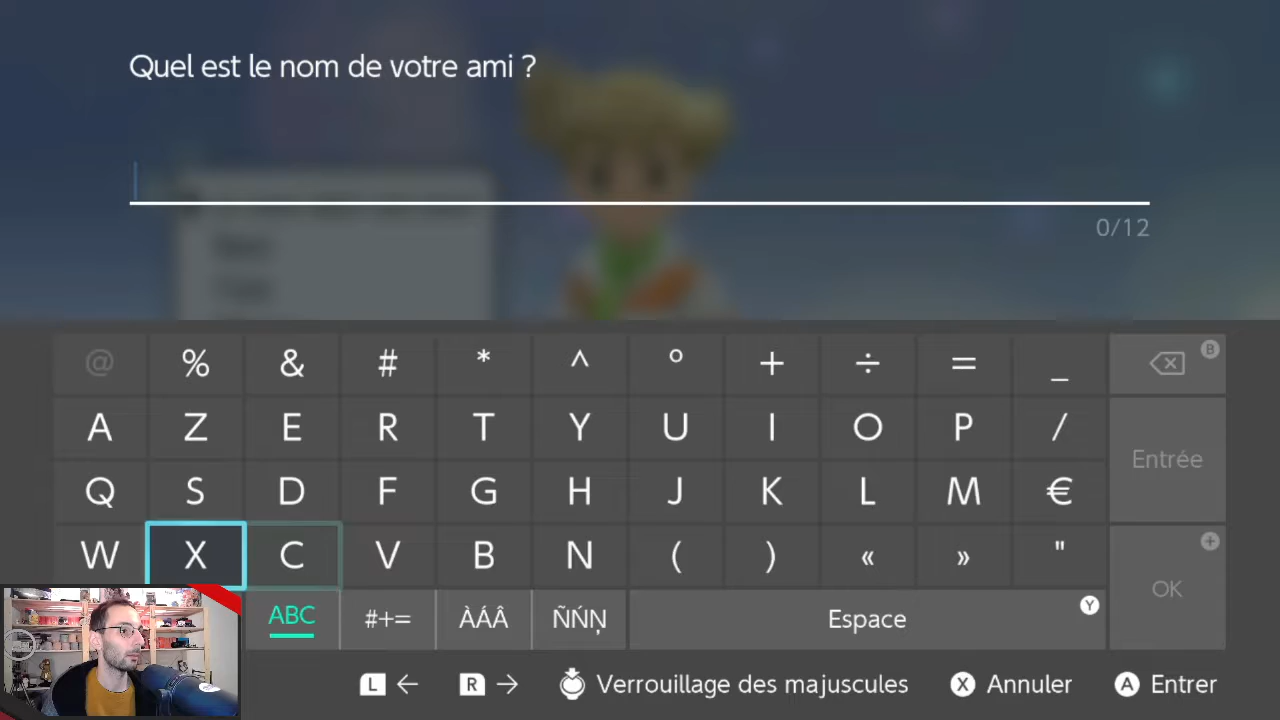 Quel est le nom de votre ami ?
0/12
@ % & # * ^ ° + ÷ = _ B
A Z E R T Y U I O P / Entrée
Q S D F G H J K L M €
W X C V B N ( ) « » " OK
ABC #+= ÀÁÂ ÑŃŅ Espace Y
L ← R → Verrouillage des majuscules X Annuler A Entrer